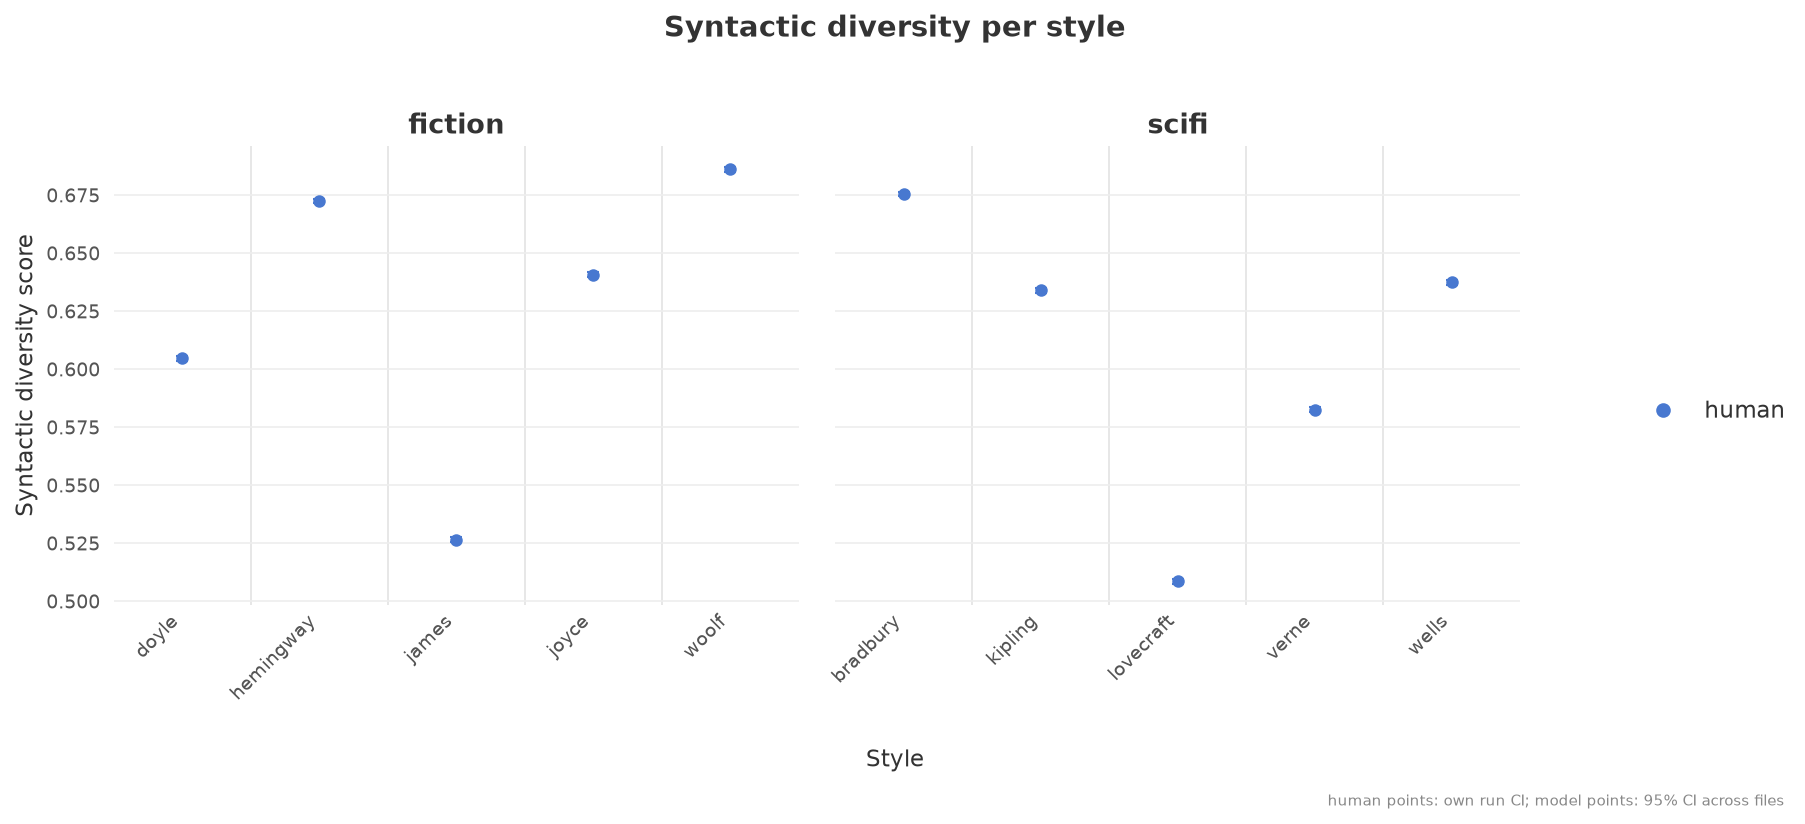 Syntactic diversity per style
fiction
scifi
Syntactic diversity score
0.675
0.650
0.625
0.600
0.575
0.550
0.525
0.500
doyle
hemingway
james
joyce
woolf
bradbury
kipling
lovecraft
verne
wells
human
Style
human points: own run CI; model points: 95% CI across files